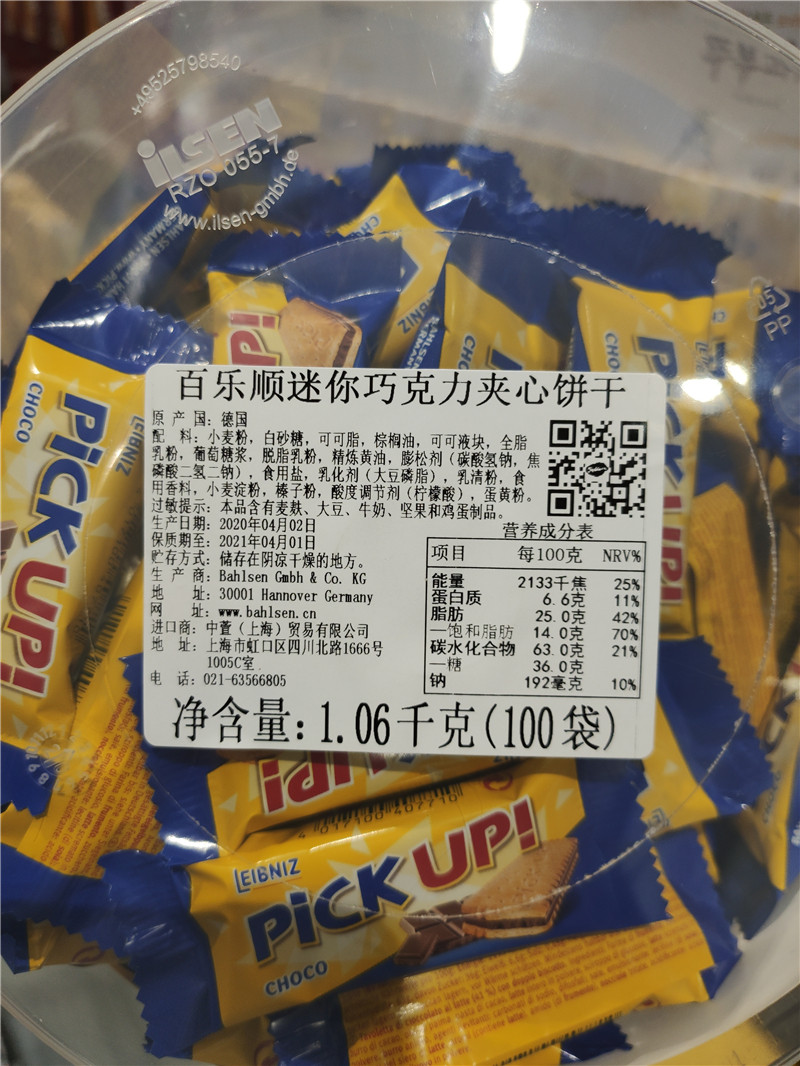 +49525798540
iLSEN
RZO 055-7
www.ilsen-gmbh.de
05
PP
CHOCO
LEIBNIZ
PiCK UP!
百乐顺迷你巧克力夹心饼干
原 产 国：德国
配 料：小麦粉，白砂糖，可可脂，棕榈油，可可液块，全脂
乳粉，葡萄糖浆，脱脂乳粉，精炼黄油，膨松剂（碳酸氢钠，焦
磷酸二氢二钠），食用盐，乳化剂（大豆磷脂），乳清粉，食
用香料，小麦淀粉，榛子粉，酸度调节剂（柠檬酸），蛋黄粉。
过敏提示：本品含有麦麸、大豆、牛奶、坚果和鸡蛋制品。
生产日期：2020年04月02日
保质期至：2021年04月01日
贮存方式：储存在阴凉干燥的地方。
生 产 商：Bahlsen Gmbh & Co. KG
地 址：30001 Hannover Germany
网 址：www.bahlsen.cn
进口商：中萱（上海）贸易有限公司
地 址：上海市虹口区四川北路1666号
1005C室
电 话：021-63566805
营养成分表
项目 每100克 NRV%
能量 2133千焦 25%
蛋白质 6.6克 11%
脂肪 25.0克 42%
—饱和脂肪 14.0克 70%
碳水化合物 63.0克 21%
—糖 36.0克
钠 192毫克 10%
净含量：1.06千克(100袋)
4 017100 407710
LEIBNIZ
PiCK UP!
CHOCO